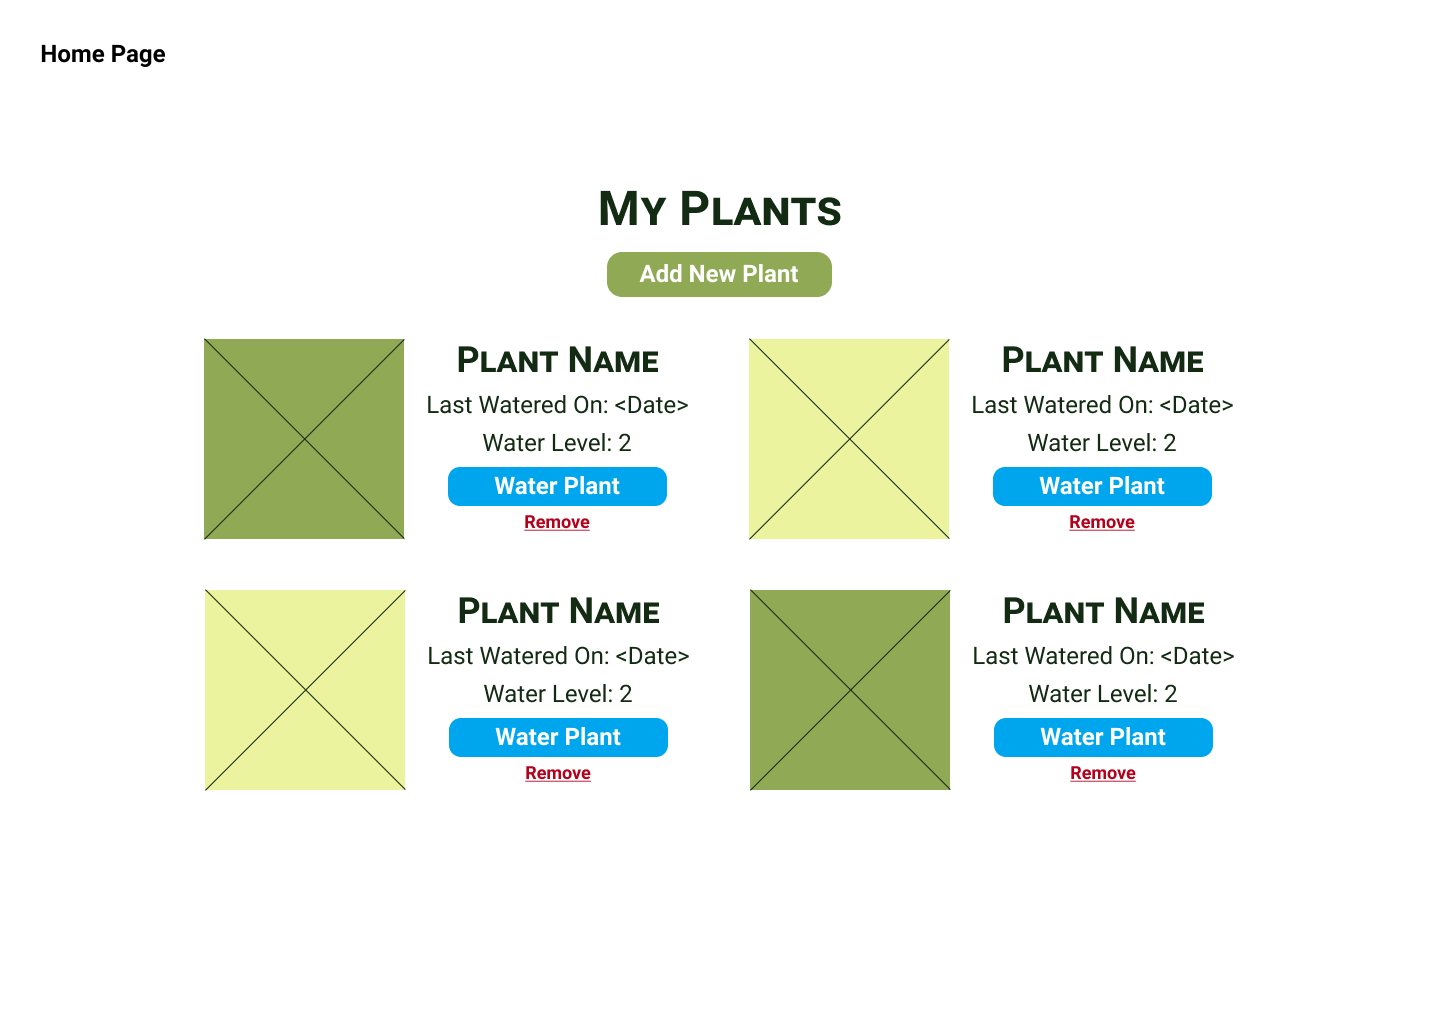 Home Page
My Plants
Add New Plant
Plant Name
Last Watered On: <Date>
Water Level: 2
Water Plant
Remove
Plant Name
Last Watered On: <Date>
Water Level: 2
Water Plant
Remove
Plant Name
Last Watered On: <Date>
Water Level: 2
Water Plant
Remove
Plant Name
Last Watered On: <Date>
Water Level: 2
Water Plant
Remove